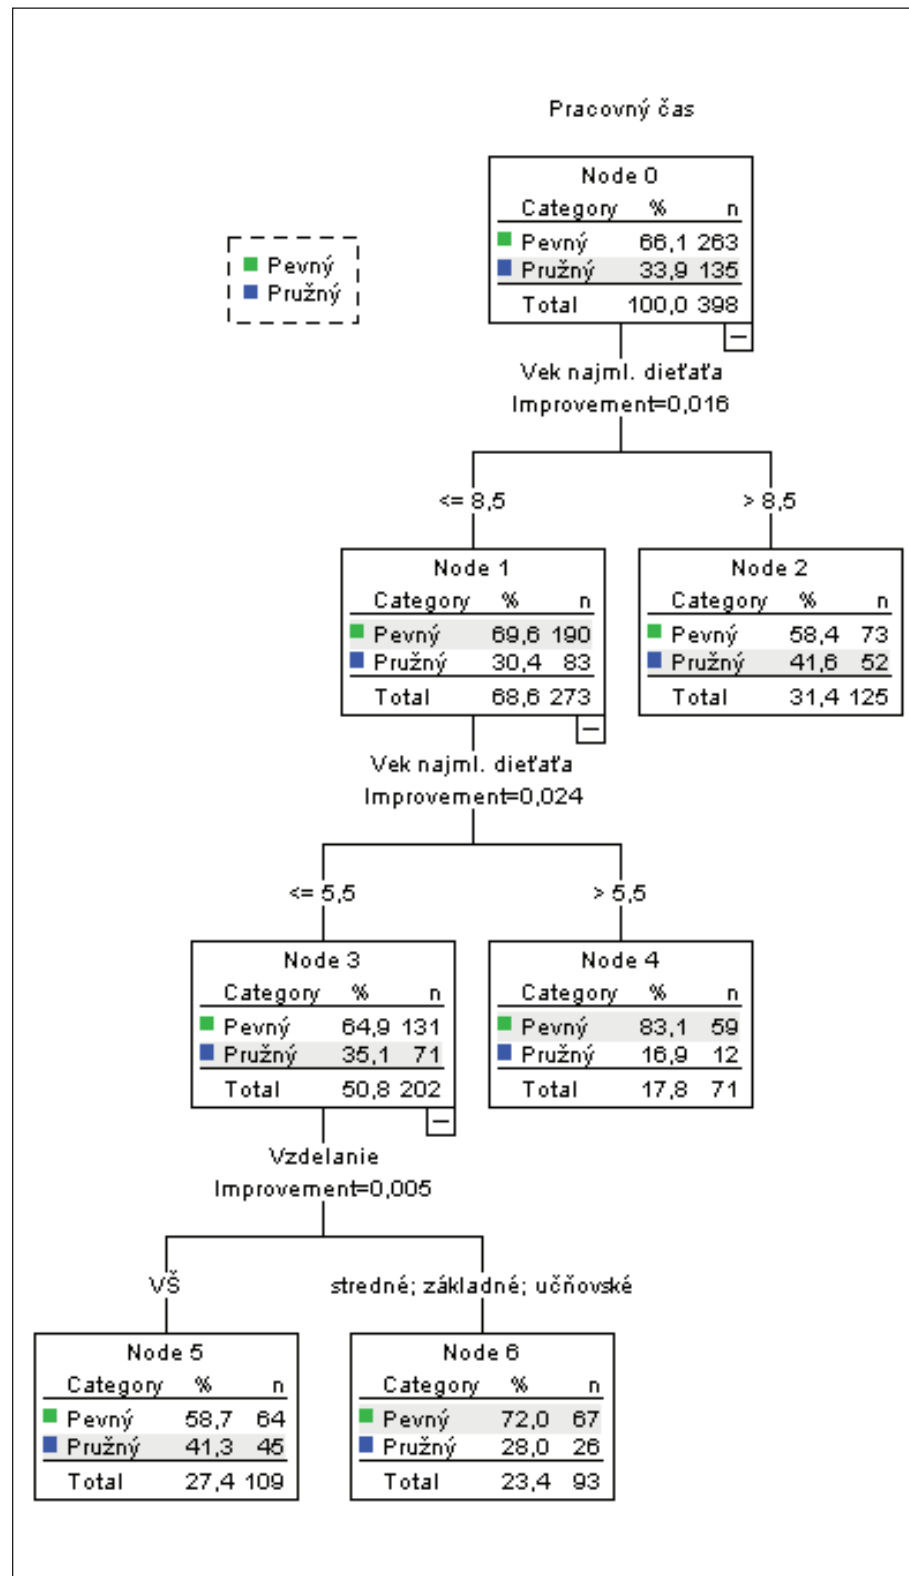 Pracovný čas
Pevný
Pružný
Node 0
Category % n
Pevný 66,1 263
Pružný 33,9 135
Total 100,0 398
Vek najml. dieťaťa
Improvement=0,016
<= 8,5
> 8,5
Node 1
Category % n
Pevný 69,6 190
Pružný 30,4 83
Total 68,6 273
Node 2
Category % n
Pevný 58,4 73
Pružný 41,6 52
Total 31,4 125
Vek najml. dieťaťa
Improvement=0,024
<= 5,5
> 5,5
Node 3
Category % n
Pevný 64,9 131
Pružný 35,1 71
Total 50,8 202
Node 4
Category % n
Pevný 83,1 59
Pružný 16,9 12
Total 17,8 71
Vzdelanie
Improvement=0,005
VŠ
stredné; základné; učňovské
Node 5
Category % n
Pevný 58,7 64
Pružný 41,3 45
Total 27,4 109
Node 6
Category % n
Pevný 72,0 67
Pružný 28,0 26
Total 23,4 93